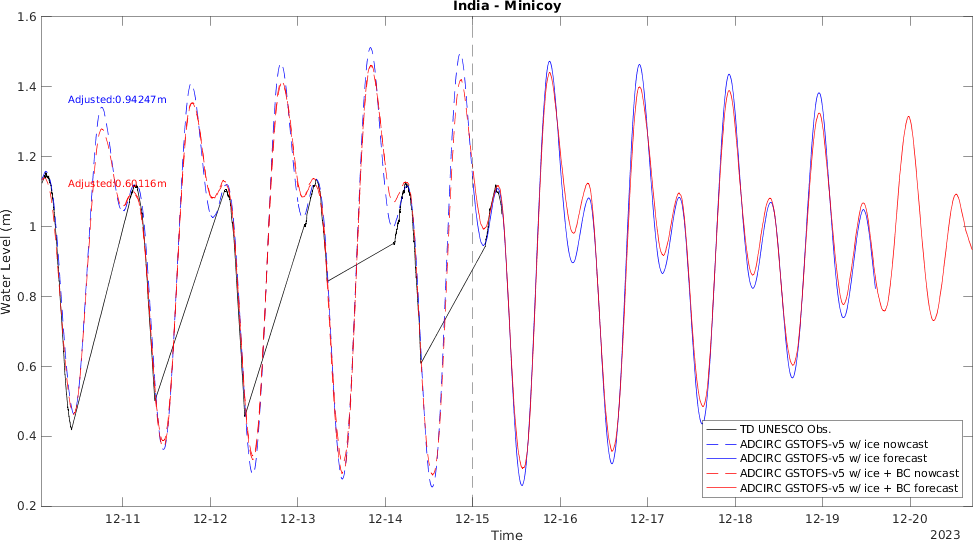 India - Minicoy
1.6
1.4
1.2
1
0.8
0.6
0.4
0.2
Water Level (m)
Adjusted:0.94247m
Adjusted:0.60116m
TD UNESCO Obs.
ADCIRC GSTOFS-v5 w/ ice nowcast
ADCIRC GSTOFS-v5 w/ ice forecast
ADCIRC GSTOFS-v5 w/ ice + BC nowcast
ADCIRC GSTOFS-v5 w/ ice + BC forecast
12-11 12-12 12-13 12-14 12-15 12-16 12-17 12-18 12-19 12-20
Time
2023